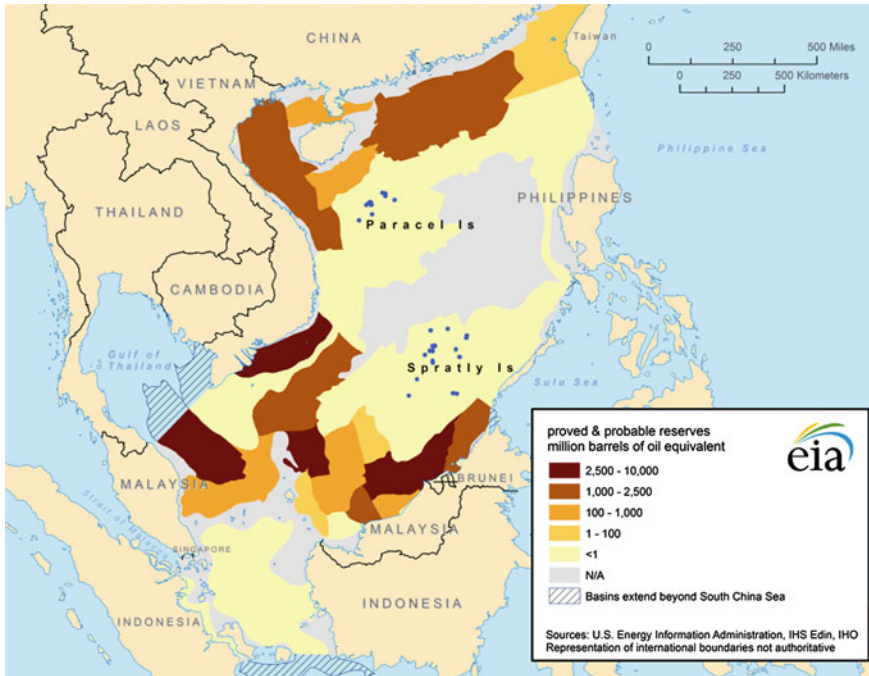 CHINA
Taiwan
0 250 500 Miles
0 250 500 Kilometers
VIETNAM
LAOS
Philippine Sea
THAILAND
PHILIPPINES
Paracel Is
CAMBODIA
Gulf of
Thailand
Spratly Is
Sulu Sea
MALAYSIA
BRUNEI
Strait of Malacca
MALAYSIA
SINGAPORE
INDONESIA
INDONESIA
eia
proved & probable reserves
million barrels of oil equivalent
2,500 - 10,000
1,000 - 2,500
100 - 1,000
1 - 100
<1
N/A
Basins extend beyond South China Sea
Sources: U.S. Energy Information Administration, IHS Edin, IHO
Representation of international boundaries not authoritative